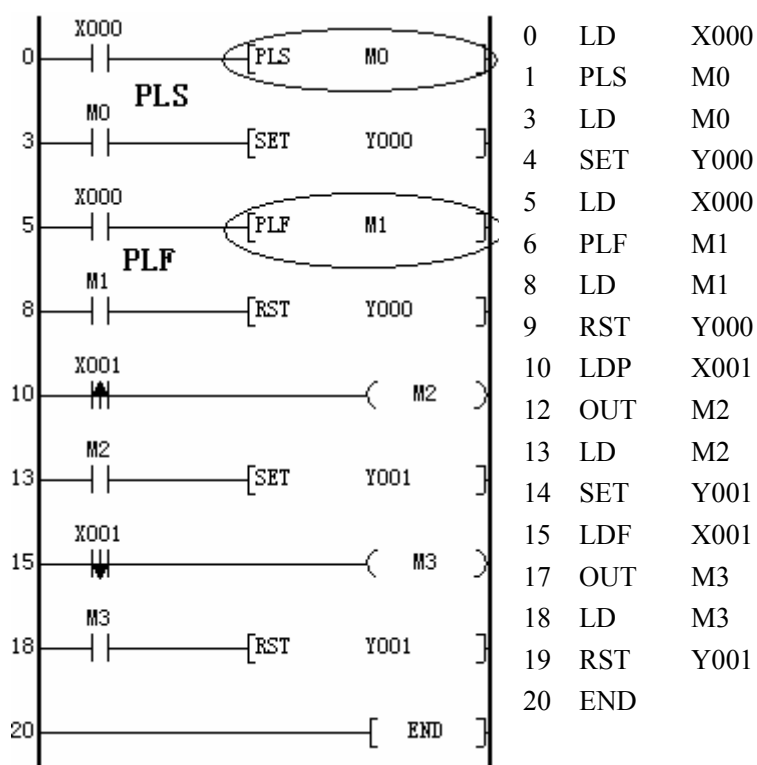 X000
0 [PLS M0 ]
PLS
M0
3 [SET Y000 ]
X000
5 [PLF M1 ]
PLF
M1
8 [RST Y000 ]
X001
10 ( M2 )
M2
13 [SET Y001 ]
X001
15 ( M3 )
M3
18 [RST Y001 ]
20 [ END ]
0 LD X000
1 PLS M0
3 LD M0
4 SET Y000
5 LD X000
6 PLF M1
8 LD M1
9 RST Y000
10 LDP X001
12 OUT M2
13 LD M2
14 SET Y001
15 LDF X001
17 OUT M3
18 LD M3
19 RST Y001
20 END